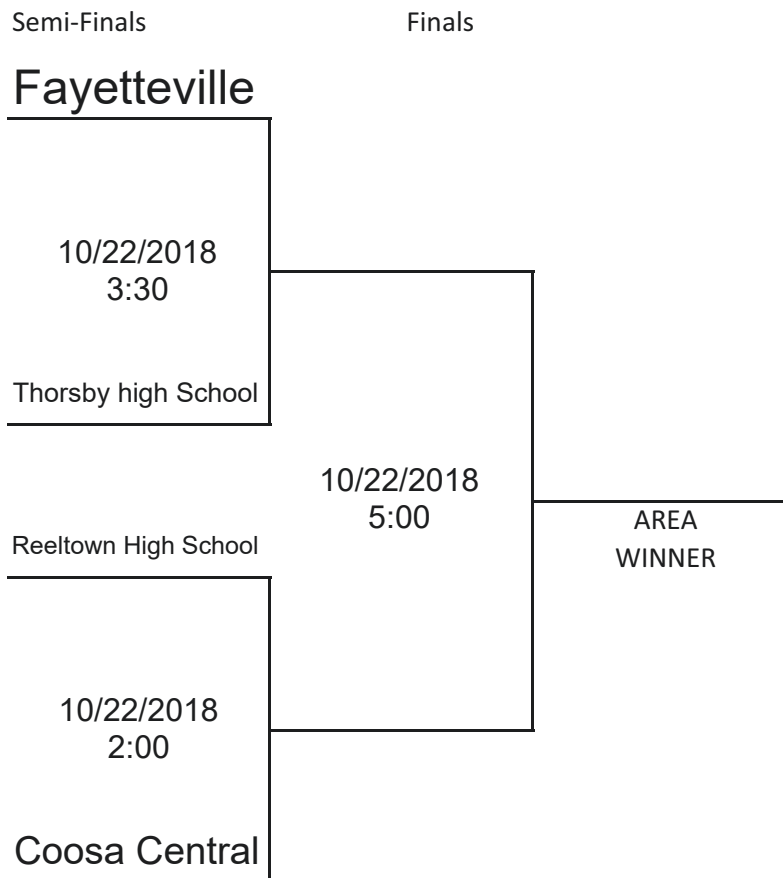 Semi-Finals
Finals
Fayetteville
10/22/2018
3:30
Thorsby high School
10/22/2018
5:00
AREA
WINNER
Reeltown High School
10/22/2018
2:00
Coosa Central